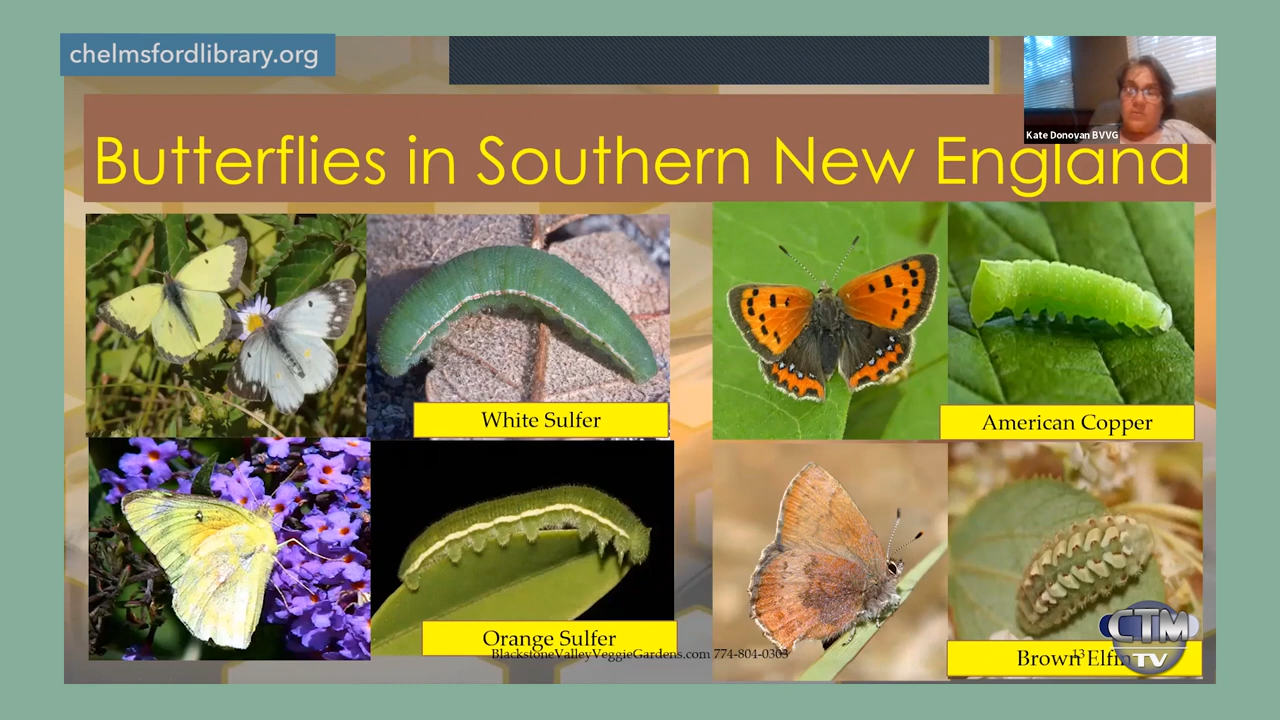 chelmsfordlibrary.org
Kate Donovan BVVG
Butterflies in Southern New England
White Sulfer
American Copper
Orange Sulfer
BlackstoneValleyVeggieGardens.com 774-804-0303
Brown Elfin
13
CTM
TV